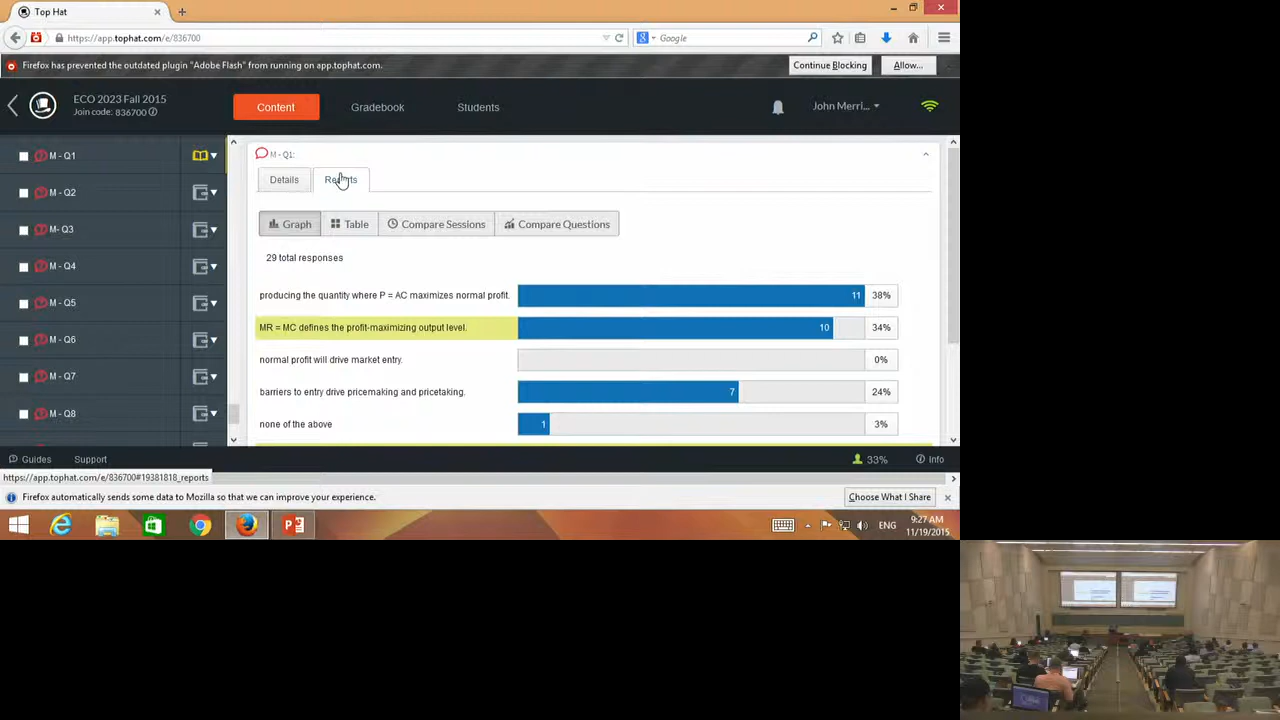 Top Hat
https://app.tophat.com/e/836700
Google
Firefox has prevented the outdated plugin "Adobe Flash" from running on app.tophat.com.
Continue Blocking
Allow...
ECO 2023 Fall 2015
Join code: 836700
Content
Gradebook
Students
John Merri...
M - Q1
M - Q2
M- Q3
M - Q4
M - Q5
M - Q6
M - Q7
M - Q8
M - Q1:
Details
Reports
Graph
Table
Compare Sessions
Compare Questions
29 total responses
producing the quantity where P = AC maximizes normal profit. 11 38%
MR = MC defines the profit-maximizing output level. 10 34%
normal profit will drive market entry. 0%
barriers to entry drive pricemaking and pricetaking. 7 24%
none of the above 1 3%
Guides
Support
33%
Info
https://app.tophat.com/e/836700#19381818_reports
Firefox automatically sends some data to Mozilla so that we can improve your experience.
Choose What I Share
ENG
9:27 AM
11/19/2015